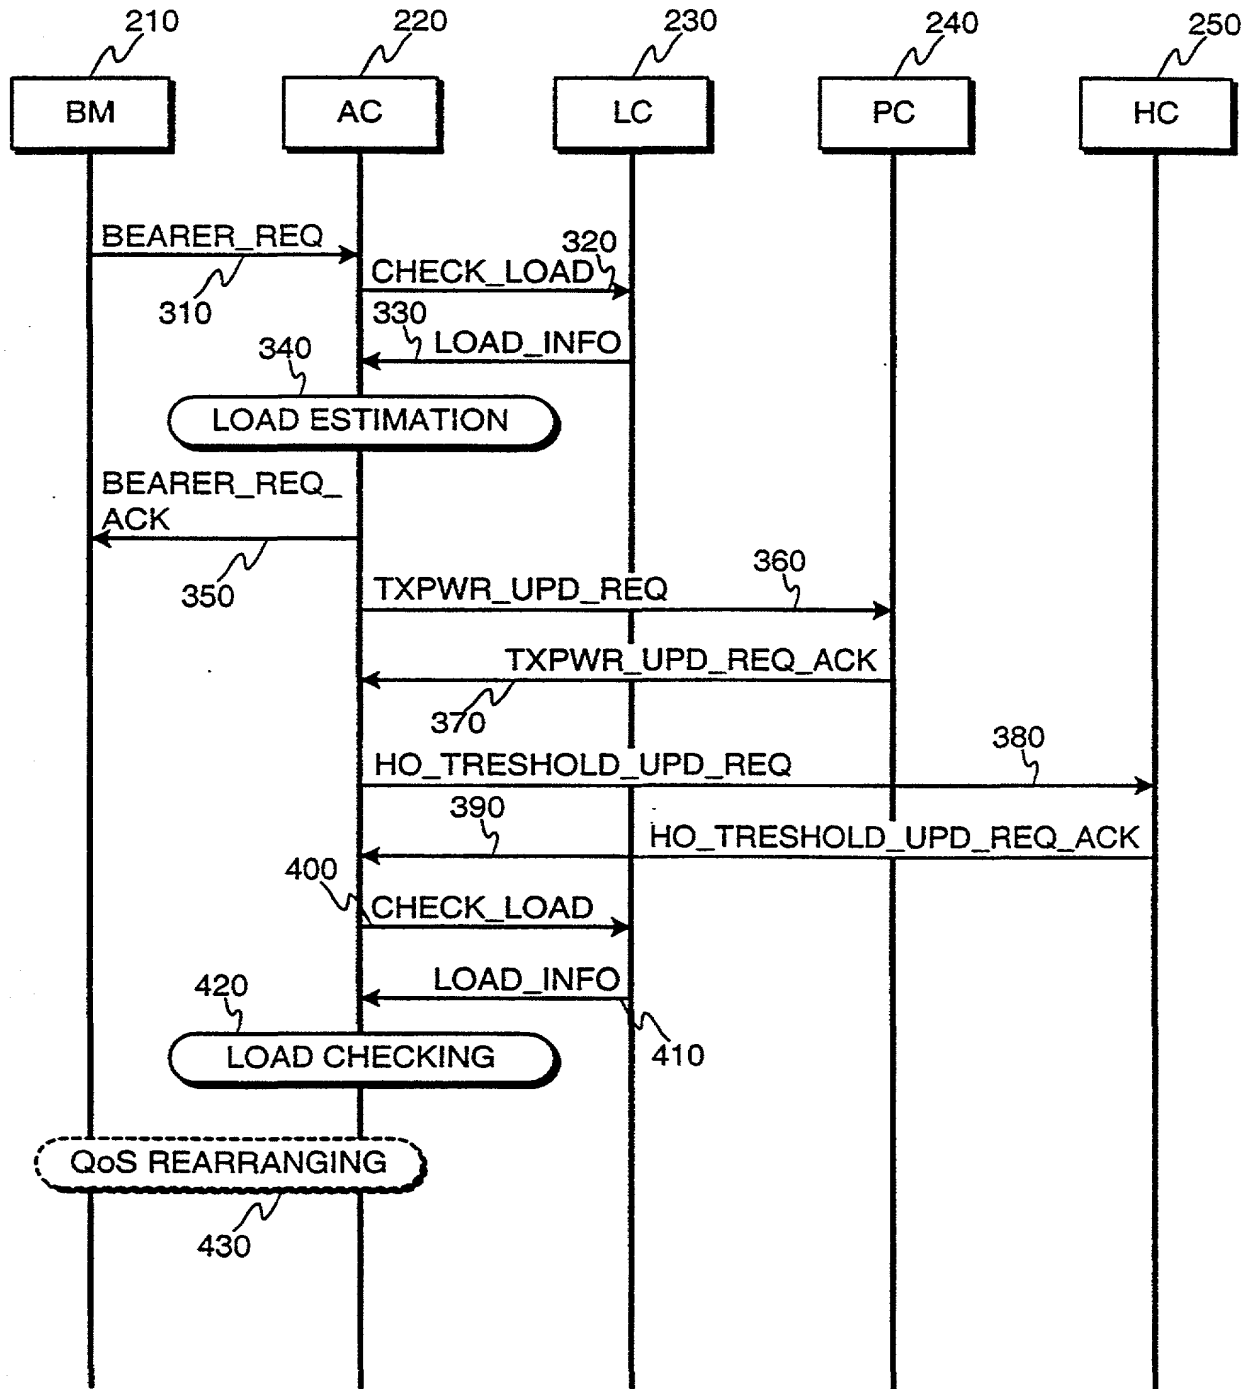 210 220 230 240 250
BM AC LC PC HC
BEARER_REQ
310
CHECK_LOAD 320
330
LOAD_INFO
340
LOAD ESTIMATION
BEARER_REQ_
ACK
350
TXPWR_UPD_REQ 360
TXPWR_UPD_REQ_ACK
370
HO_TRESHOLD_UPD_REQ 380
390
HO_TRESHOLD_UPD_REQ_ACK
400
CHECK_LOAD
LOAD_INFO
410
420
LOAD CHECKING
QoS REARRANGING
430